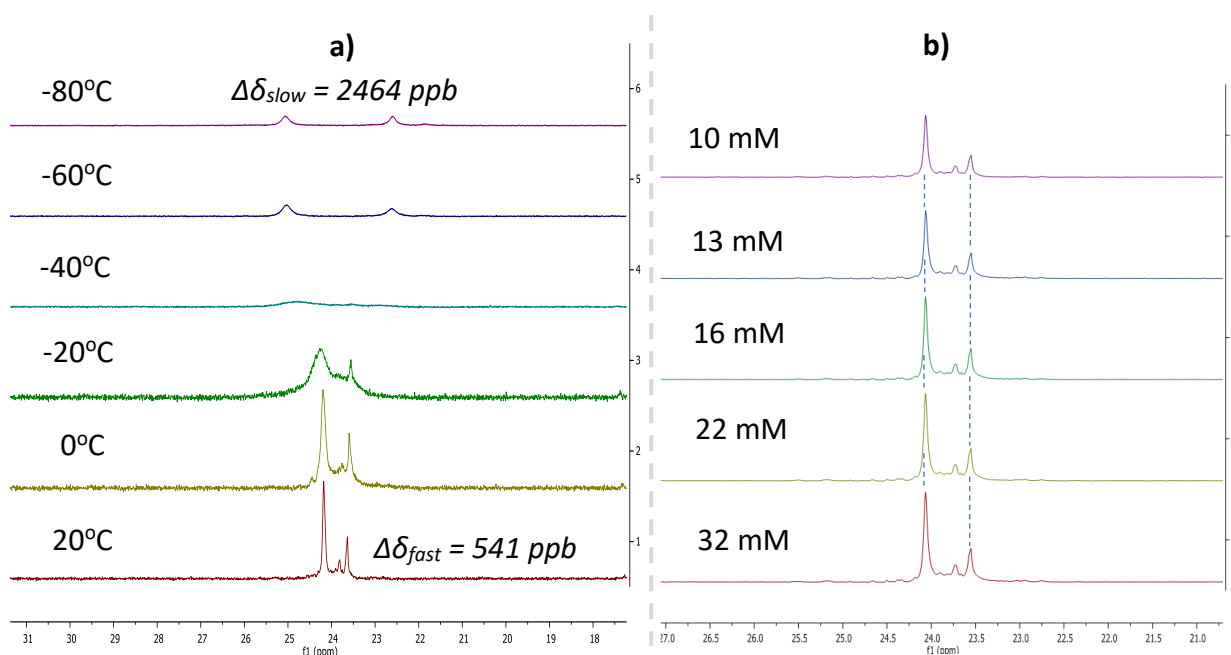 a)
-80°C
Δδslow = 2464 ppb
6
-60°C
5
-40°C
4
-20°C
3
0°C
2
20°C
Δδfast = 541 ppb
1
31 30 29 28 27 26 25 24 23 22 21 20 19 18
f1 (ppm)
b)
10 mM
13 mM
16 mM
22 mM
32 mM
27.0 26.5 26.0 25.5 25.0 24.5 24.0 23.5 23.0 22.5 22.0 21.5 21.0
f1 (ppm)